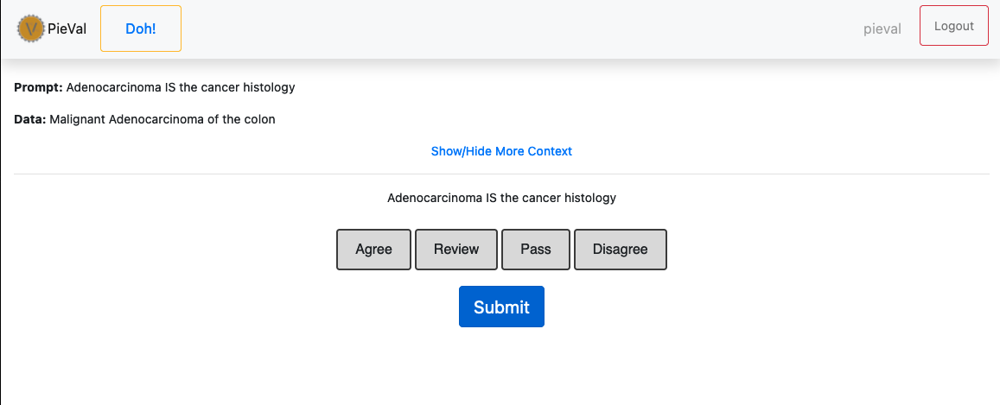 V PieVal Doh! pieval Logout
Prompt: Adenocarcinoma IS the cancer histology
Data: Malignant Adenocarcinoma of the colon
Show/Hide More Context
Adenocarcinoma IS the cancer histology
Agree Review Pass Disagree
Submit